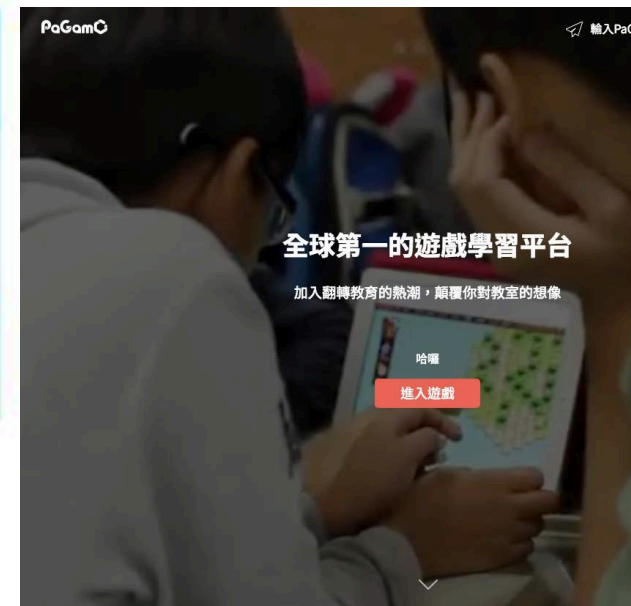 PaGamO
輸入PaG
全球第一的遊戲學習平台
加入翻轉教育的熱潮，顛覆你對教室的想像
哈囉
進入遊戲